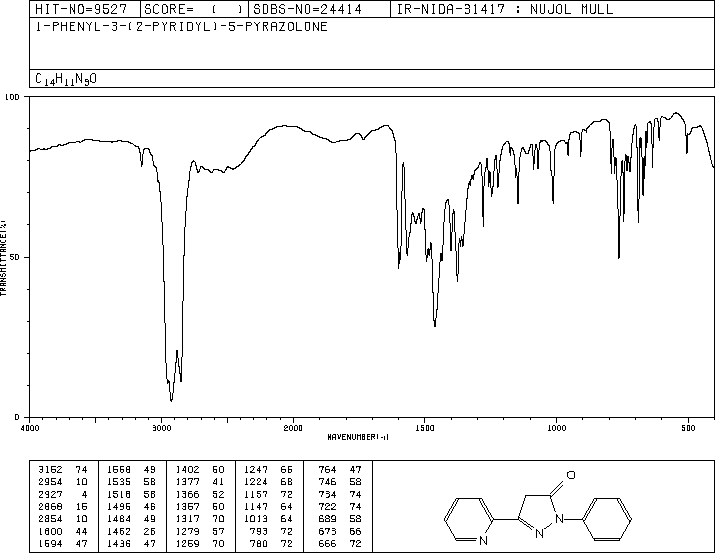 HIT-NO=9527 SCORE= ( ) SDBS-NO=24414 IR-NIDA-31417 : NUJOL MULL
1-PHENYL-3-(2-PYRIDYL)-5-PYRAZOLONE
C14H11N3O
100
50
0
TRANSMITTANCE(%)
4000 3000 2000 1500 1000 500
WAVENUMBER(-1)
3162 74 1568 49 1402 60 1247 66 764 47
2954 10 1535 58 1377 41 1224 68 746 58
2927 4 1518 58 1366 52 1157 72 734 74
2868 15 1495 46 1357 60 1147 64 722 74
2854 10 1484 49 1317 70 1013 64 689 58
1600 44 1462 26 1279 57 793 72 673 66
1594 47 1436 47 1259 70 780 72 666 72
O
N
N
N